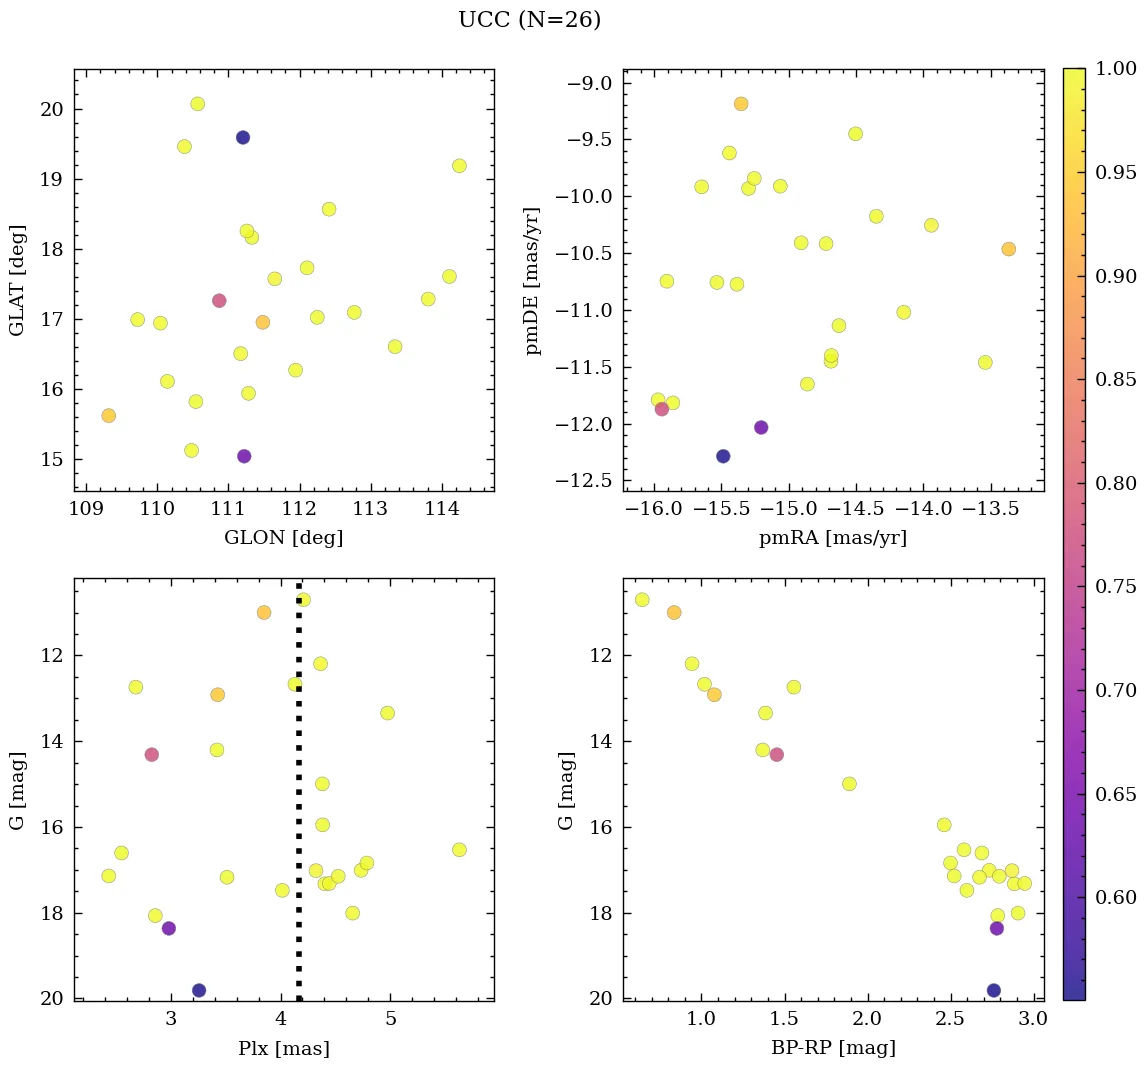 UCC (N=26)
20
19
18
17
16
15
GLAT [deg]
109 110 111 112 113 114
GLON [deg]
−9.0
−9.5
−10.0
−10.5
−11.0
−11.5
−12.0
−12.5
pmDE [mas/yr]
−16.0 −15.5 −15.0 −14.5 −14.0 −13.5
pmRA [mas/yr]
12
14
16
18
20
G [mag]
3 4 5
Plx [mas]
12
14
16
18
20
G [mag]
1.0 1.5 2.0 2.5 3.0
BP-RP [mag]
1.00
0.95
0.90
0.85
0.80
0.75
0.70
0.65
0.60